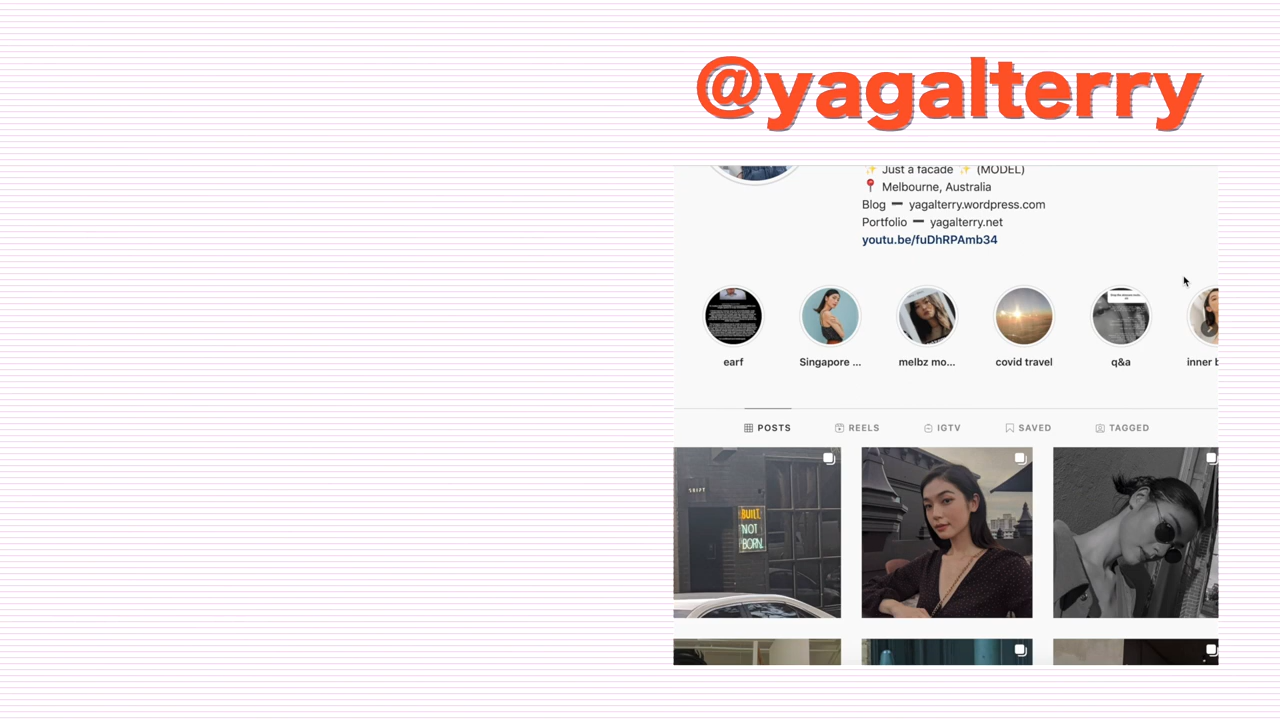 @yagalterry
✨ Just a facade ✨ (MODEL)
📍 Melbourne, Australia
Blog ➖ yagalterry.wordpress.com
Portfolio ➖ yagalterry.net
youtu.be/fuDhRPAmb34
earf
Singapore ...
melbz mo...
covid travel
q&a
inner b
POSTS
REELS
IGTV
SAVED
TAGGED
BUILT
NOT
BORN.